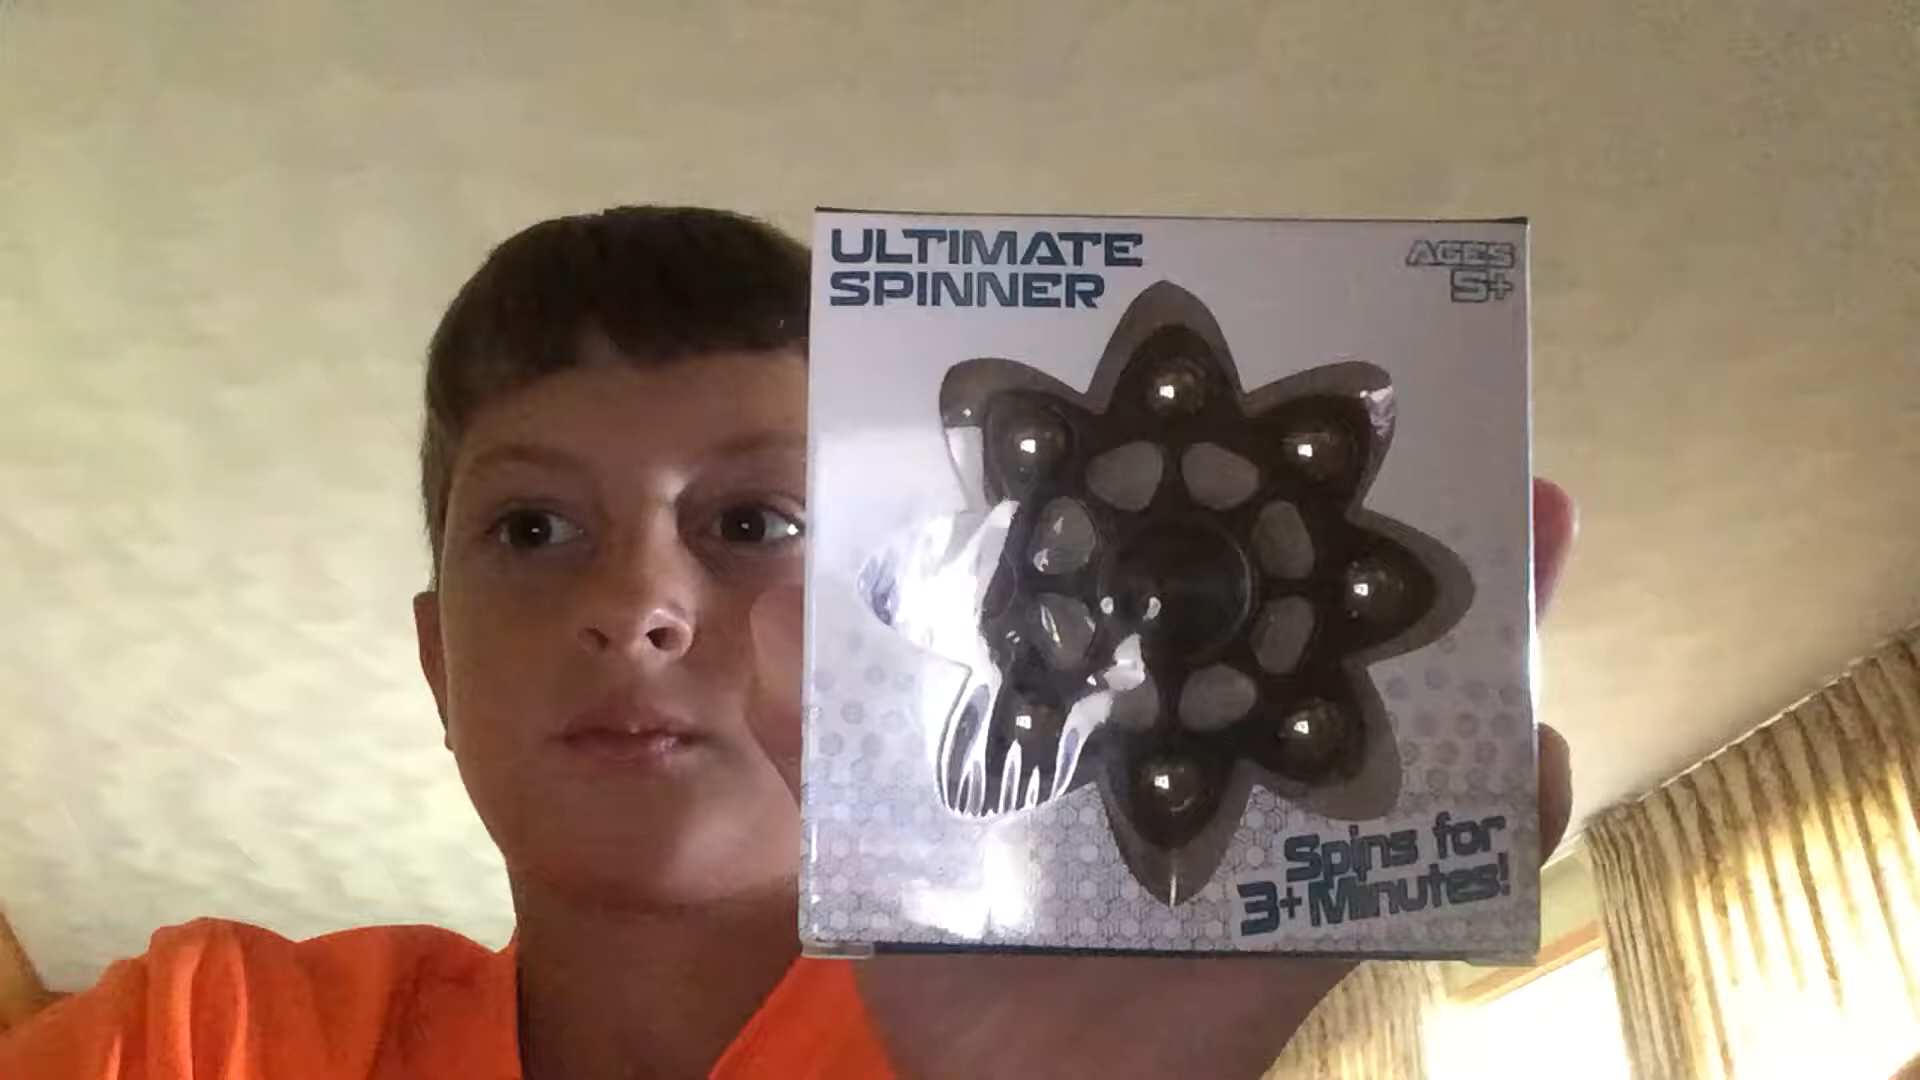 ULTIMATE
SPINNER
AGES
5+
Spins for
3+ Minutes!